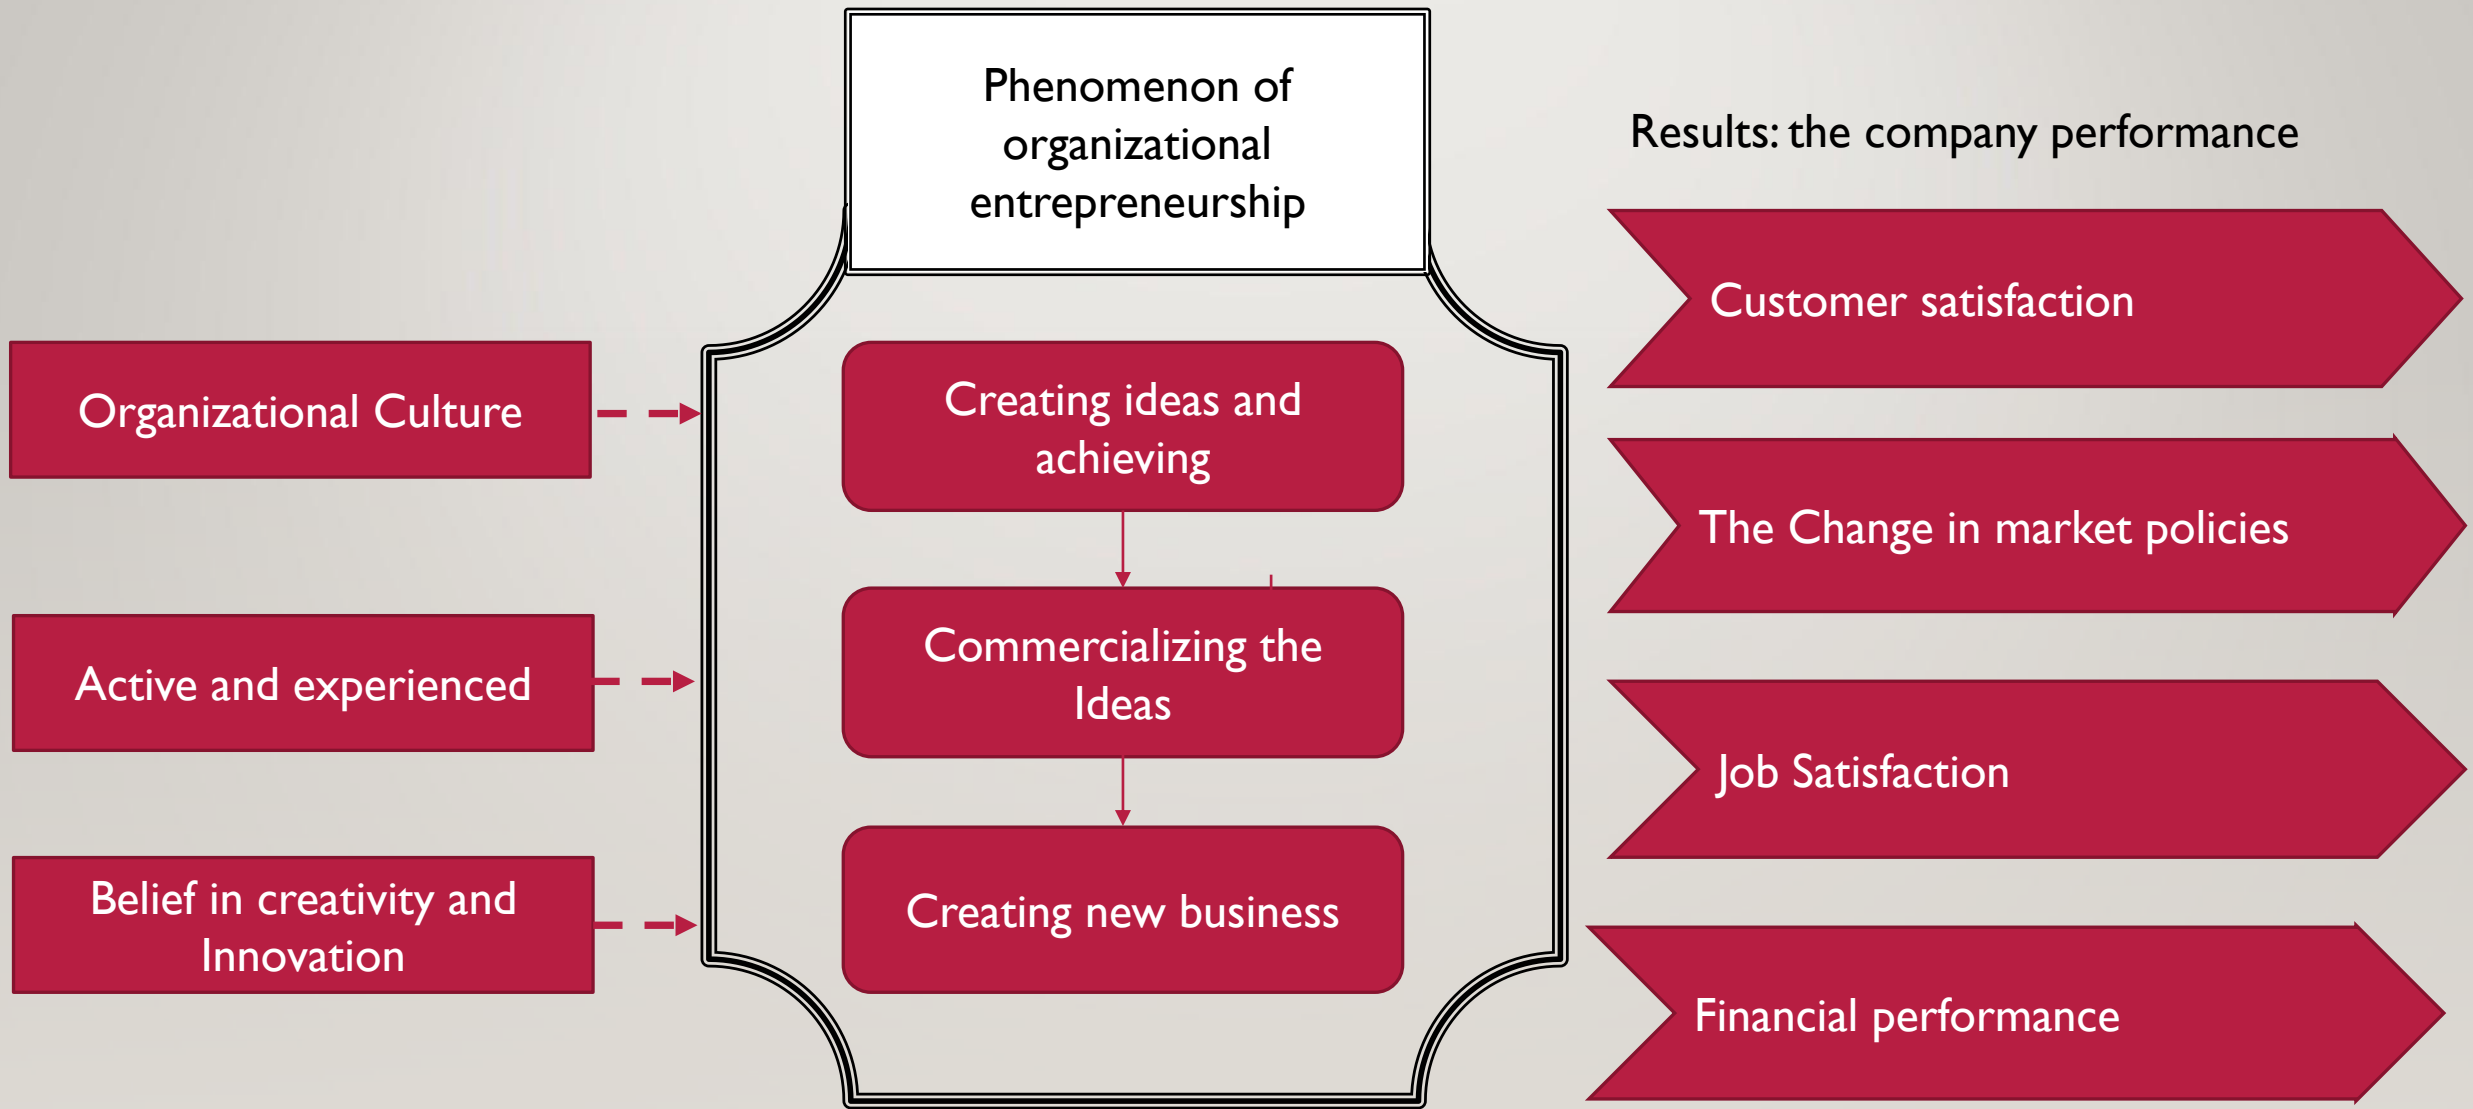 Phenomenon of
organizational
entrepreneurship
Organizational Culture
Active and experienced
Belief in creativity and
Innovation
Creating ideas and
achieving
Commercializing the
Ideas
Creating new business
Results: the company performance
Customer satisfaction
The Change in market policies
Job Satisfaction
Financial performance